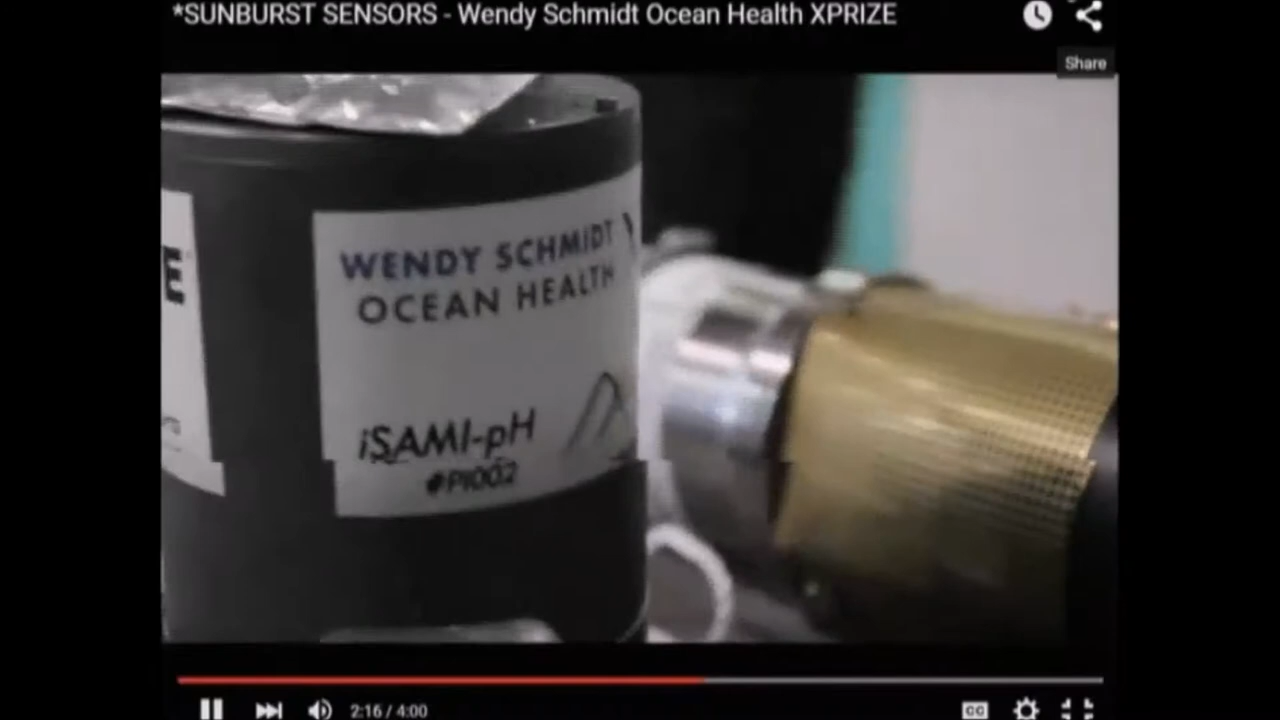 *SUNBURST SENSORS - Wendy Schmidt Ocean Health XPRIZE
Share
E
WENDY SCHMIDT
OCEAN HEALTH
iSAMI-pH
#PI002
2:16 / 4:00
CC